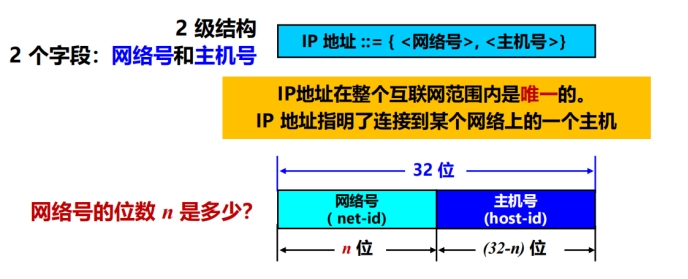 2 级结构
2 个字段：网络号和主机号
IP 地址 ::= { <网络号>, <主机号>}
IP地址在整个互联网范围内是唯一的。
IP 地址指明了连接到某个网络上的一个主机
32 位
网络号的位数 n 是多少？
网络号
( net-id)
主机号
(host-id)
n 位
(32-n) 位